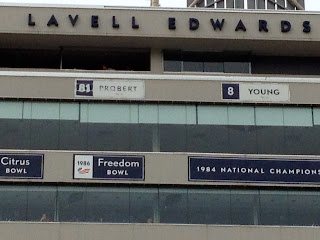 LAVELL EDWARDS
81 PROBERT
8 YOUNG
Citrus
BOWL
1986 Freedom
BOWL
1984 NATIONAL CHAMPIONS